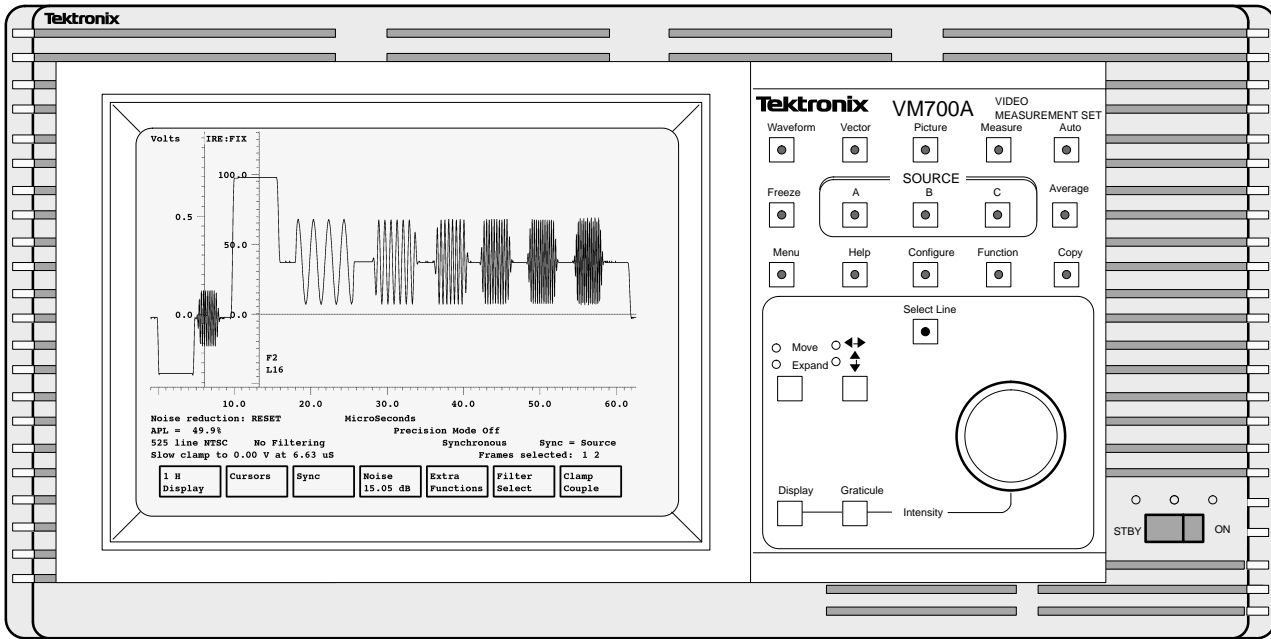 Tektronix
Volts IRE:FIX
100.0
0.5
50.0
0.0 0.0
F2
L16
10.0 20.0 30.0 40.0 50.0 60.0
Noise reduction: RESET MicroSeconds
APL = 49.9% Precision Mode Off
525 line NTSC No Filtering Synchronous Sync = Source
Slow clamp to 0.00 V at 6.63 uS Frames selected: 1 2
1 H Display
Cursors
Sync
Noise 15.05 dB
Extra Functions
Filter Select
Clamp Couple
Tektronix VM700A VIDEO MEASUREMENT SET
Waveform Vector Picture Measure Auto
SOURCE
Freeze A B C Average
Menu Help Configure Function Copy
Select Line
Move
Expand
Display Graticule
Intensity
STBY ON